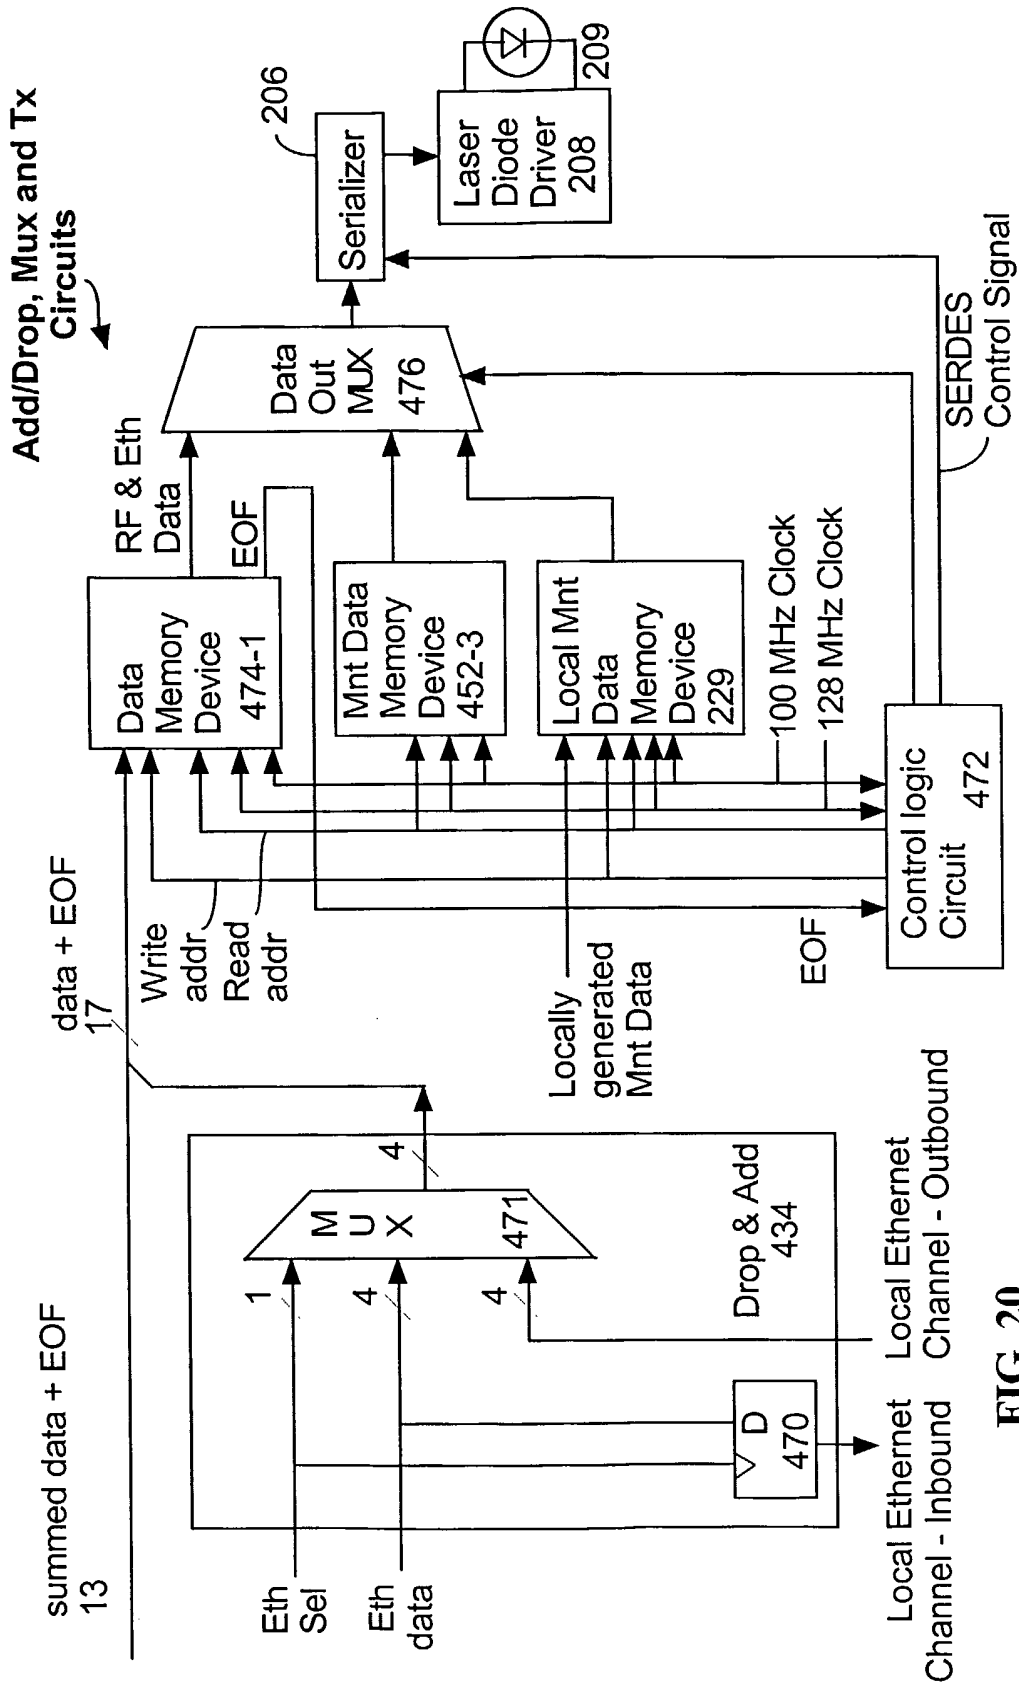 Add/Drop, Mux and Tx
Circuits
summed data + EOF
13
data + EOF
17
Write
addr
Read
addr
Data
Memory
Device
474-1
RF & Eth
Data
EOF
Mnt Data
Memory
Device
452-3
Local Mnt
Data
Memory
Device
229
Locally
generated
Mnt Data
Data
Out
MUX
476
Serializer
206
Laser
Diode
Driver
208
209
100 MHz Clock
128 MHz Clock
EOF
Control logic
Circuit
472
SERDES
Control Signal
Eth
Sel
Eth
data
1
4
4
4
M
U
X
471
Drop & Add
434
D
470
Local Ethernet
Channel - Inbound
Local Ethernet
Channel - Outbound
FIG. 20